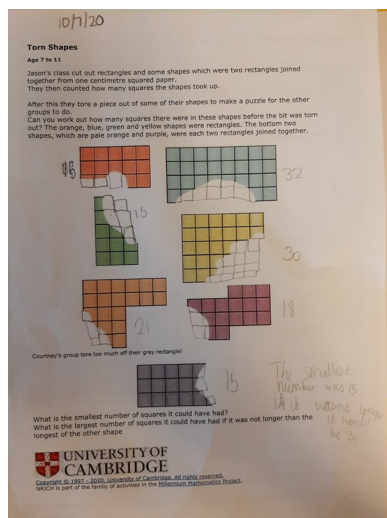 10/7/20
Torn Shapes
Age 7 to 11
Jason's class cut out rectangles and some shapes which were two rectangles joined
together from one centimetre squared paper.
They then counted how many squares the shapes took up.
After this they tore a piece out of some of their shapes to make a puzzle for the other
groups to do.
Can you work out how many squares there were in these shapes before the bit was torn
out? The orange, blue, green and yellow shapes were rectangles. The bottom two
shapes, which are pale orange and purple, were each two rectangles joined together.
32
15
30
21
18
Courtney's group tore too much off their grey rectangle!
15
The smallest
number was 15
longer
it would
be 30
What is the smallest number of squares it could have had?
What is the largest number of squares it could have had if it was not longer than the
longest of the other shape
UNIVERSITY OF
CAMBRIDGE
Copyright © 1997 - 2020. University of Cambridge. All rights reserved.
NRICH is part of the family of activities in the Millennium Mathematics Project.